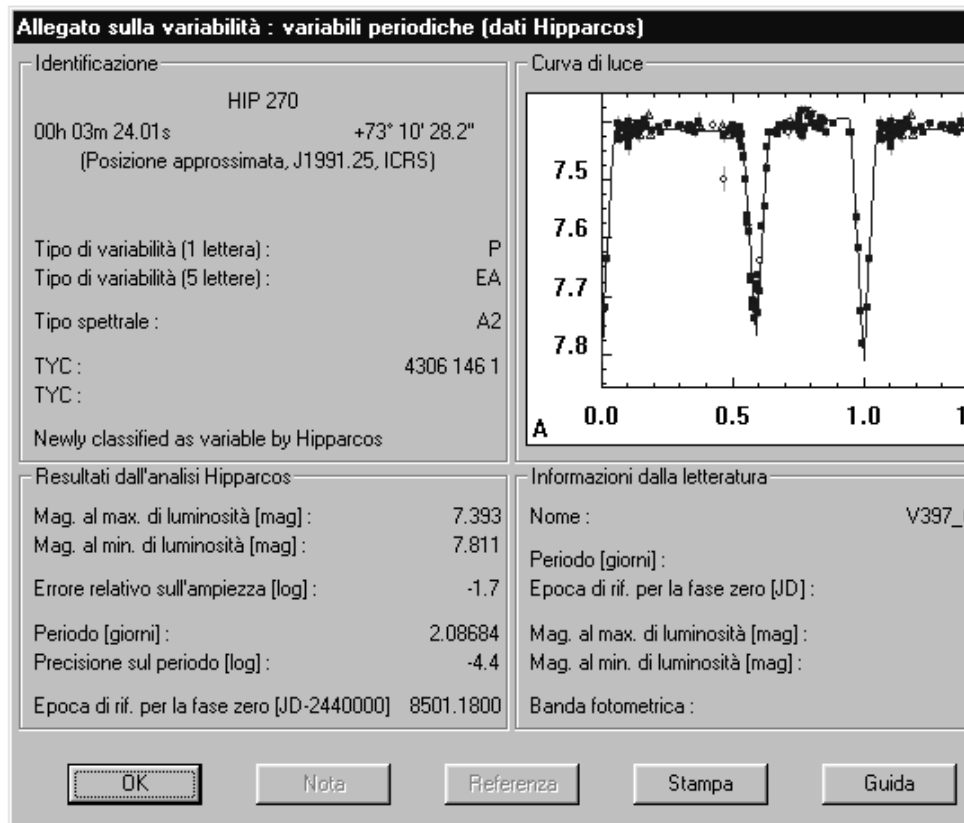 Allegato sulla variabilità : variabili periodiche (dati Hipparcos)
Identificazione
HIP 270
00h 03m 24.01s +73° 10' 28.2"
(Posizione approssimata, J1991.25, ICRS)
Tipo di variabilità (1 lettera) : P
Tipo di variabilità (5 lettere) : EA
Tipo spettrale : A2
TYC : 4306 146 1
TYC :
Newly classified as variable by Hipparcos
Curva di luce
7.5
7.6
7.7
7.8
0.0 0.5 1.0 1
A
Resultati dall'analisi Hipparcos
Mag. al max. di luminosità [mag] : 7.393
Mag. al min. di luminosità [mag] : 7.811
Errore relativo sull'ampiezza [log] : -1.7
Periodo [giorni] : 2.08684
Precisione sul periodo [log] : -4.4
Epoca di rif. per la fase zero [JD-2440000] 8501.1800
Informazioni dalla letteratura
Nome : V397_
Periodo [giorni] :
Epoca di rif. per la fase zero [JD] :
Mag. al max. di luminosità [mag] :
Mag. al min. di luminosità [mag] :
Banda fotometrica :
OK Nota Referenza Stampa Guida